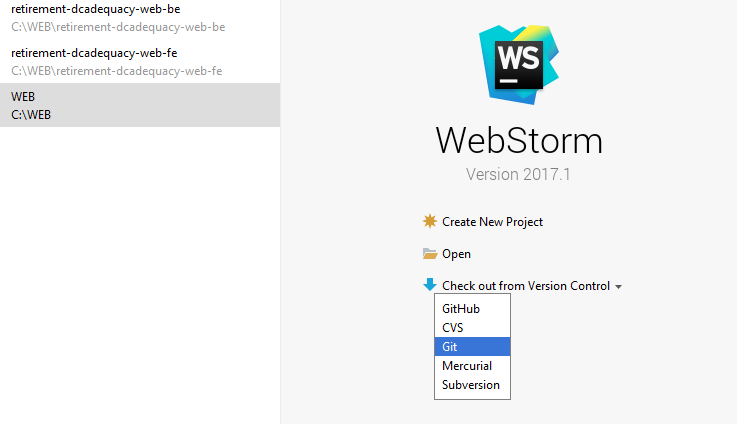 retirement-dcadequacy-web-be
C:\WEB\retirement-dcadequacy-web-be
retirement-dcadequacy-web-fe
C:\WEB\retirement-dcadequacy-web-fe
WEB
C:\WEB
WS
WebStorm
Version 2017.1
Create New Project
Open
Check out from Version Control
GitHub
CVS
Git
Mercurial
Subversion